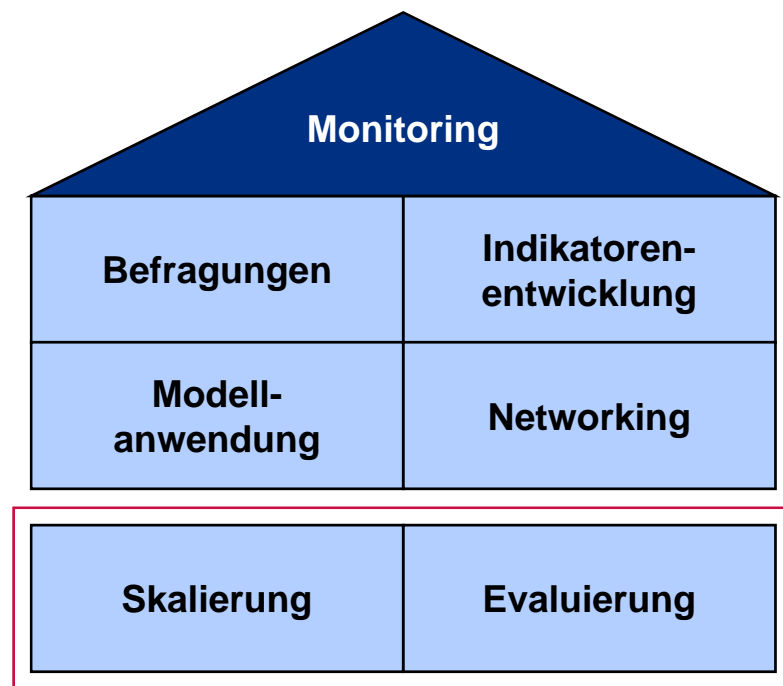 Monitoring
Befragungen
Indikatoren-
entwicklung
Modell-
anwendung
Networking
Skalierung
Evaluierung